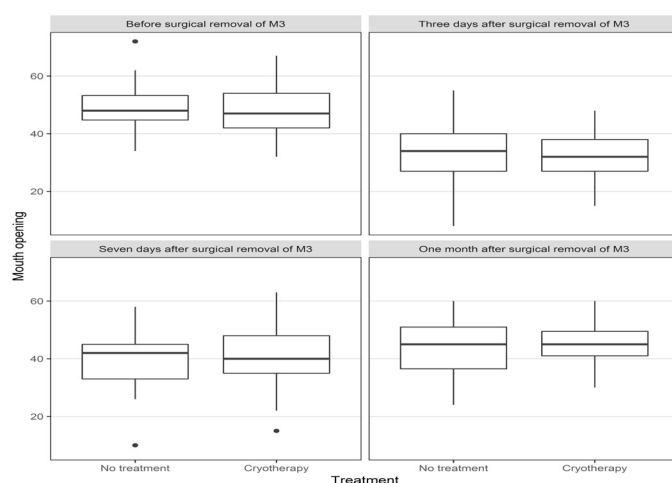 Before surgical removal of M3
Three days after surgical removal of M3
60
40
20
Mouth opening
Seven days after surgical removal of M3
One month after surgical removal of M3
60
40
20
No treatment
Cryotherapy
No treatment
Cryotherapy
Treatment